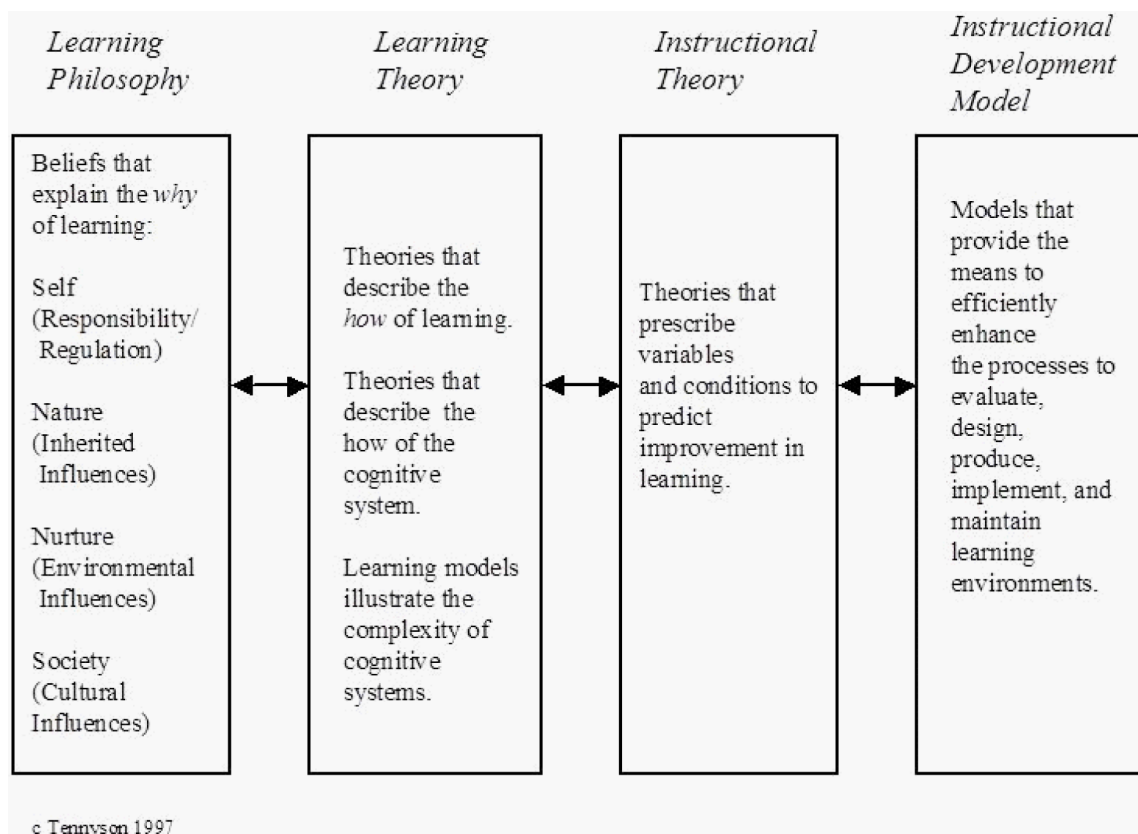 Learning
Philosophy
Learning
Theory
Instructional
Theory
Instructional
Development
Model
Beliefs that
explain the why
of learning:
Self
(Responsibility/
Regulation)
Nature
(Inherited
Influences)
Nurture
(Environmental
Influences)
Society
(Cultural
Influences)
Theories that
describe the
how of learning.
Theories that
describe the
how of the
cognitive
system.
Learning models
illustrate the
complexity of
cognitive
systems.
Theories that
prescribe
variables
and conditions to
predict
improvement in
learning.
Models that
provide the
means to
efficiently
enhance
the processes to
evaluate,
design,
produce,
implement, and
maintain
learning
environments.
c Tennyson 1997